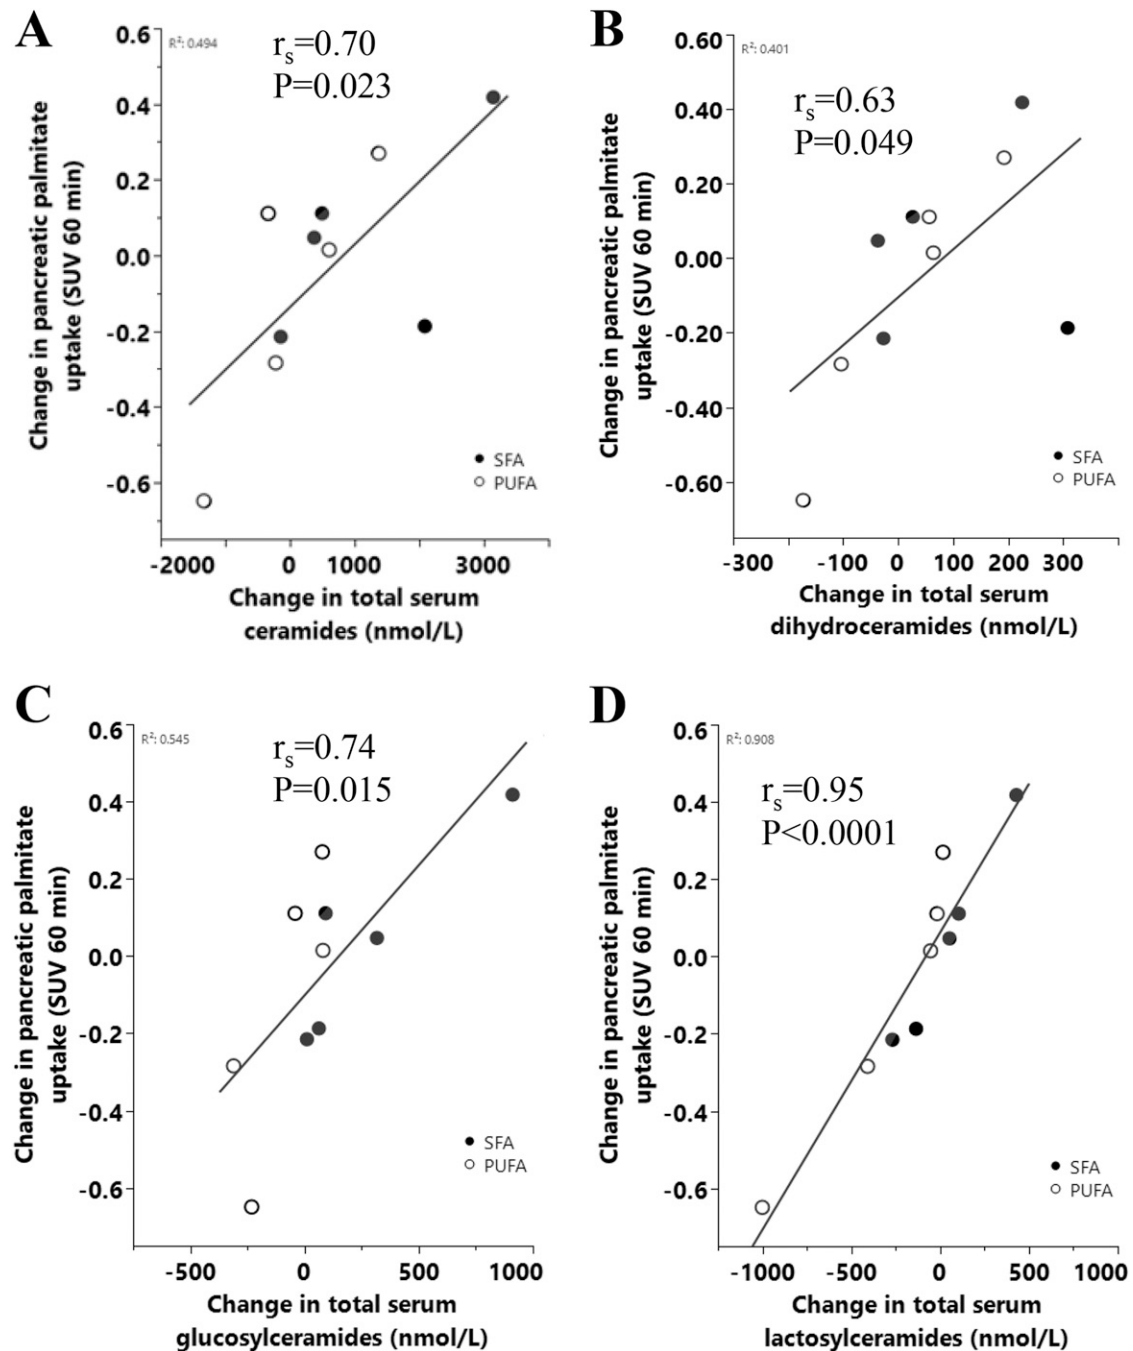 A
R²: 0.494
rs=0.70
P=0.023
0.6
0.4
0.2
0.0
-0.2
-0.4
-0.6
Change in pancreatic palmitate
uptake (SUV 60 min)
SFA
PUFA
-2000 0 1000 3000
Change in total serum
ceramides (nmol/L)
B
R²: 0.401
rs=0.63
P=0.049
0.60
0.40
0.20
0.00
-0.20
-0.40
-0.60
Change in pancreatic palmitate
uptake (SUV 60 min)
SFA
PUFA
-300 -100 0 100 200 300
Change in total serum
dihydroceramides (nmol/L)
C
R²: 0.545
rs=0.74
P=0.015
0.6
0.4
0.2
0.0
-0.2
-0.4
-0.6
Change in pancreatic palmitate
uptake (SUV 60 min)
SFA
PUFA
-500 0 500 1000
Change in total serum
glucosylceramides (nmol/L)
D
R²: 0.908
rs=0.95
P<0.0001
0.6
0.4
0.2
0.0
-0.2
-0.4
-0.6
Change in pancreatic palmitate
uptake (SUV 60 min)
SFA
PUFA
-1000 -500 0 500 1000
Change in total serum
lactosylceramides (nmol/L)